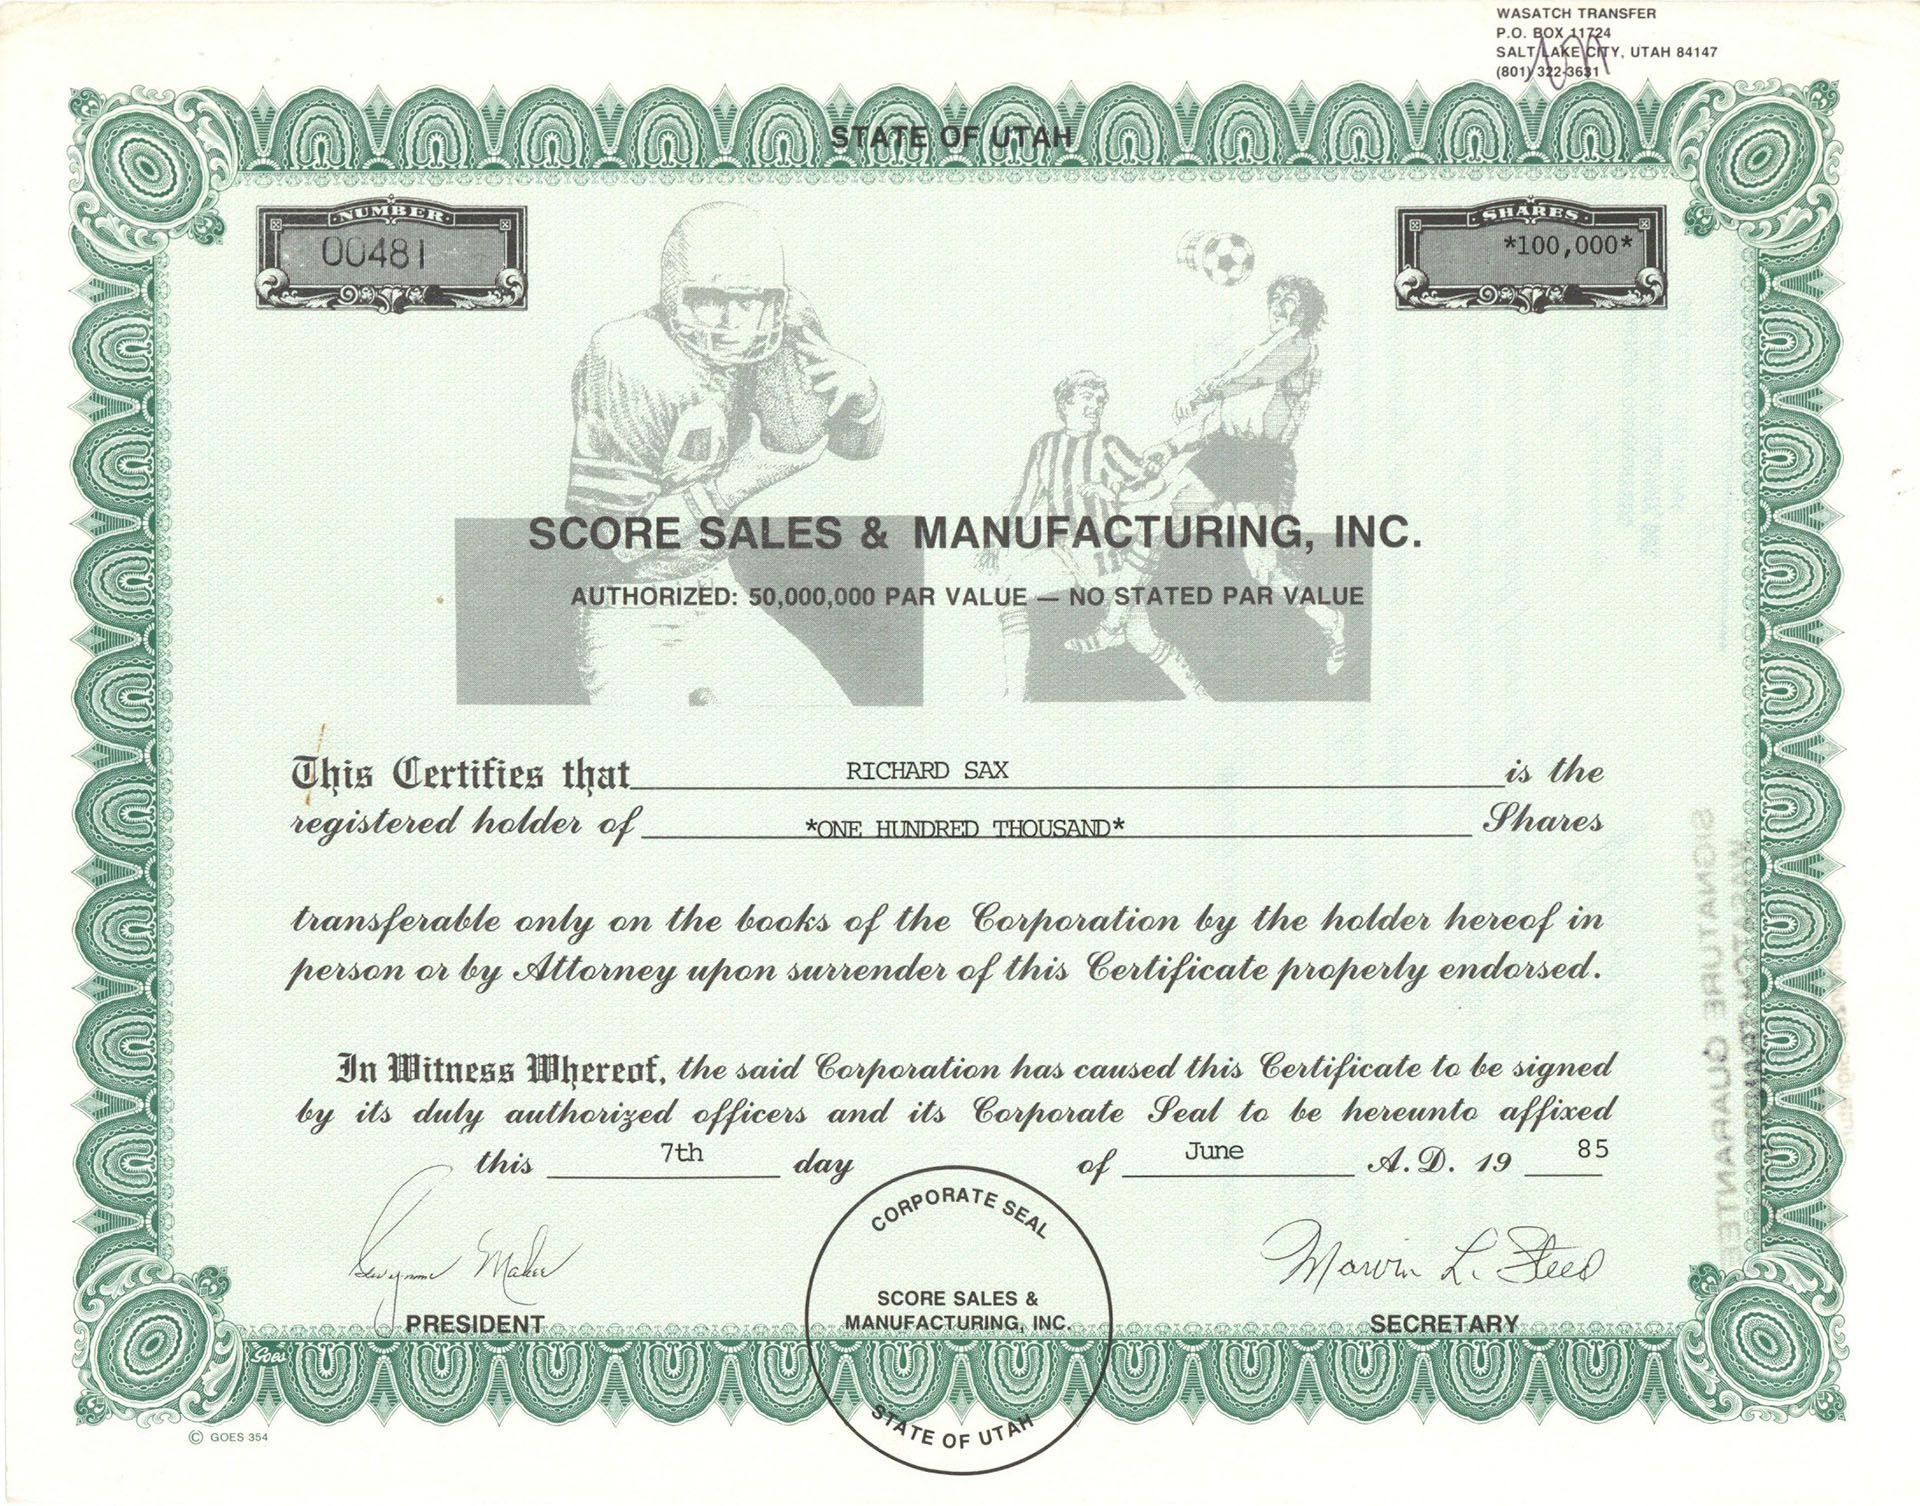 WASATCH TRANSFER
P.O. BOX 11724
SALT LAKE CITY, UTAH 84147
(801) 322-3631
STATE OF UTAH
NUMBER
00481
SHARES
*100,000*
SCORE SALES & MANUFACTURING, INC.
AUTHORIZED: 50,000,000 PAR VALUE — NO STATED PAR VALUE
This Certifies that RICHARD SAX is the
registered holder of *ONE HUNDRED THOUSAND* Shares
transferable only on the books of the Corporation by the holder hereof in
person or by Attorney upon surrender of this Certificate properly endorsed.
In Witness Whereof, the said Corporation has caused this Certificate to be signed
by its duly authorized officers and its Corporate Seal to be hereunto affixed
this 7th day of June A.D. 19 85
Marvin L. Steed
PRESIDENT
SECRETARY
CORPORATE SEAL
SCORE SALES &
MANUFACTURING, INC.
STATE OF UTAH
Goes
© GOES 354
SIGNATURE GUARANTEED